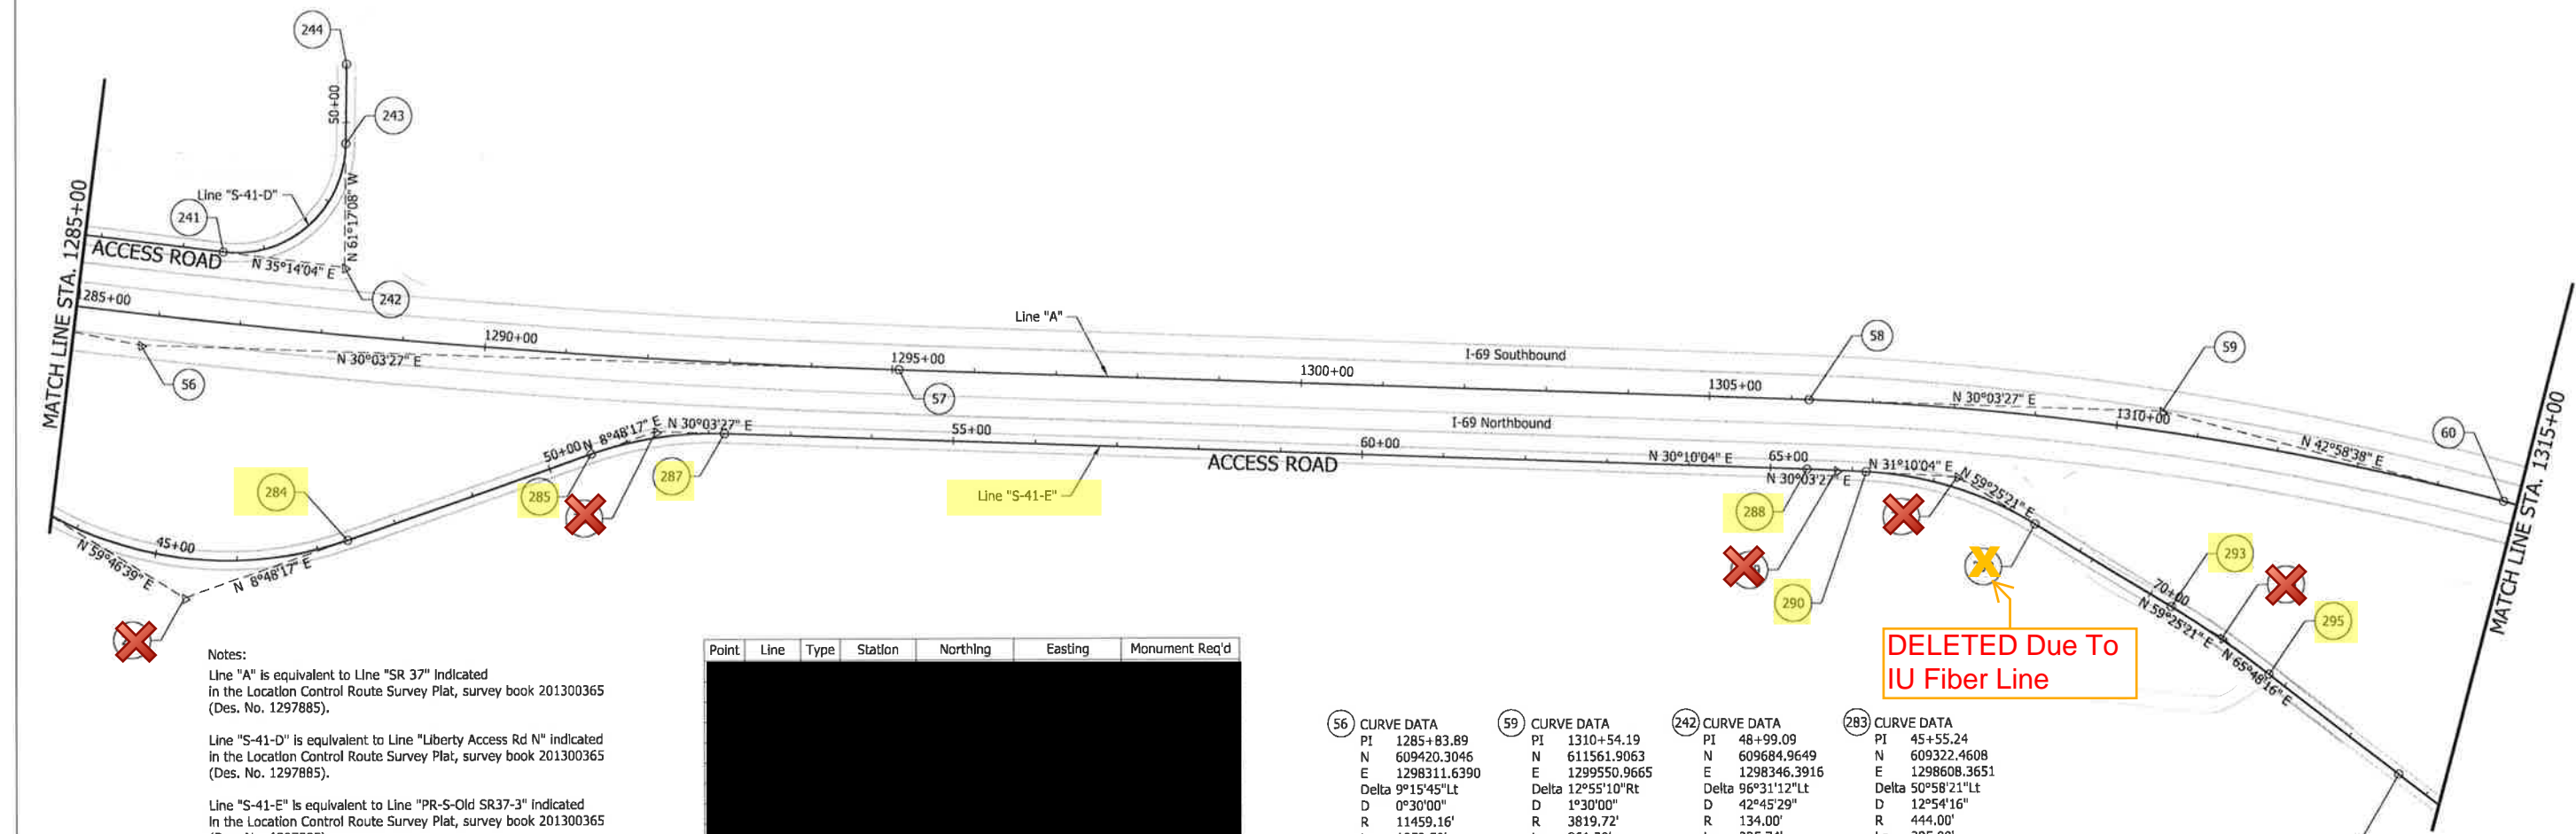 244
243
50+00
Line "S-41-D"
241
N 61°17'08" W
ACCESS ROAD
N 35°14'04" E
242
MATCH LINE STA. 1285+00
1285+00
56
N 30°03'27" E
1290+00
1295+00
57
Line "A"
1300+00
I-69 Southbound
1305+00
58
59
N 30°03'27" E
1310+00
N 42°58'38" E
60
MATCH LINE STA. 1315+00
I-69 Northbound
284
45+00
N 59°46'39" E
N 8°48'17" E
50+00
N 8°48'17" E
N 30°03'27" E
285
287
55+00
Line "S-41-E"
ACCESS ROAD
60+00
N 30°10'04" E
65+00
N 30°03'27" E
N 31°10'04" E
N 59°25'21" E
288
290
X
DELETED Due To
IU Fiber Line
70+00
N 59°25'21" E
293
295
N 65°48'16" E
Notes:
Line "A" is equivalent to Line "SR 37" indicated
in the Location Control Route Survey Plat, survey book 201300365
(Des. No. 1297885).
Line "S-41-D" is equivalent to Line "Liberty Access Rd N" indicated
in the Location Control Route Survey Plat, survey book 201300365
(Des. No. 1297885).
Line "S-41-E" is equivalent to Line "PR-S-Old SR37-3" indicated
in the Location Control Route Survey Plat, survey book 201300365
Point Line Type Station Northing Easting Monument Req'd
56 CURVE DATA
PI 1285+83.89
N 609420.3046
E 1298311.6390
Delta 9°15'45"Lt
D 0°30'00"
R 11459.16'
59 CURVE DATA
PI 1310+54.19
N 611561.9063
E 1299550.9665
Delta 12°55'10"Rt
D 1°30'00"
R 3819.72'
242 CURVE DATA
PI 48+99.09
N 609684.9649
E 1298346.3916
Delta 96°31'12"Lt
D 42°45'29"
R 134.00'
283 CURVE DATA
PI 45+55.24
N 609322.4608
E 1298608.3651
Delta 50°58'21"Lt
D 12°54'16"
R 444.00'